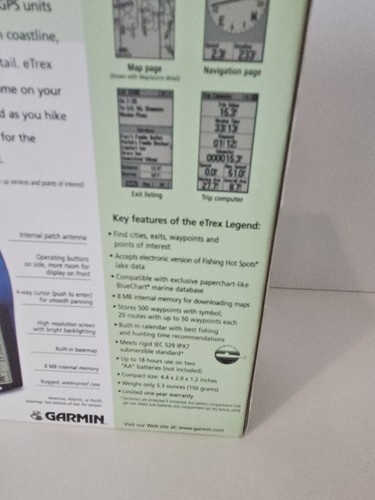 GPS units
coastline,
tail. eTrex
me on your
d as you hike
for the
Map page
Navigation page
Exit listing
Trip computer
Key features of the eTrex Legend:
• Find cities, exits, waypoints and
points of interest
• Accepts electronic version of Fishing Hot Spots®
lake data
• Compatible with exclusive paperchart-like
BlueChart® marine database
• 8 MB internal memory for downloading maps
• Stores 500 waypoints with symbol;
20 routes with up to 50 waypoints each
• Built in calendar with best fishing
and hunting time recommendations
• Meets rigid IEC 529 IPX7
submersible standard*
• Up to 18 hours use on two
"AA" batteries (not included)
• Compact size: 4.4 x 2.0 x 1.2 inches
• Weight only 5.3 ounces (150 grams)
• Limited one-year warranty
Internal patch antenna
Operating buttons
on side, more room for
display on front
4-way cursor (push to enter)
for smooth panning
High resolution screen
with bright backlighting
Built-in basemap
8 MB internal memory
Rugged, waterproof case
GARMIN
Visit our Web site at: www.garmin.com